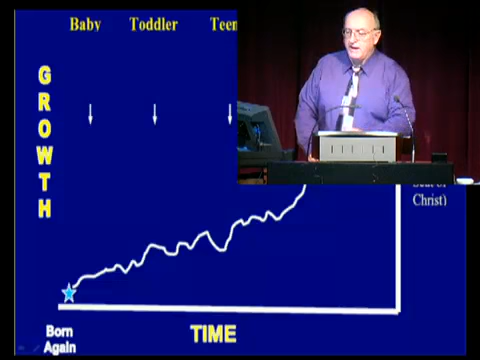 Baby Toddler Teen
GROWTH
Christ)
TIME
Born
Again